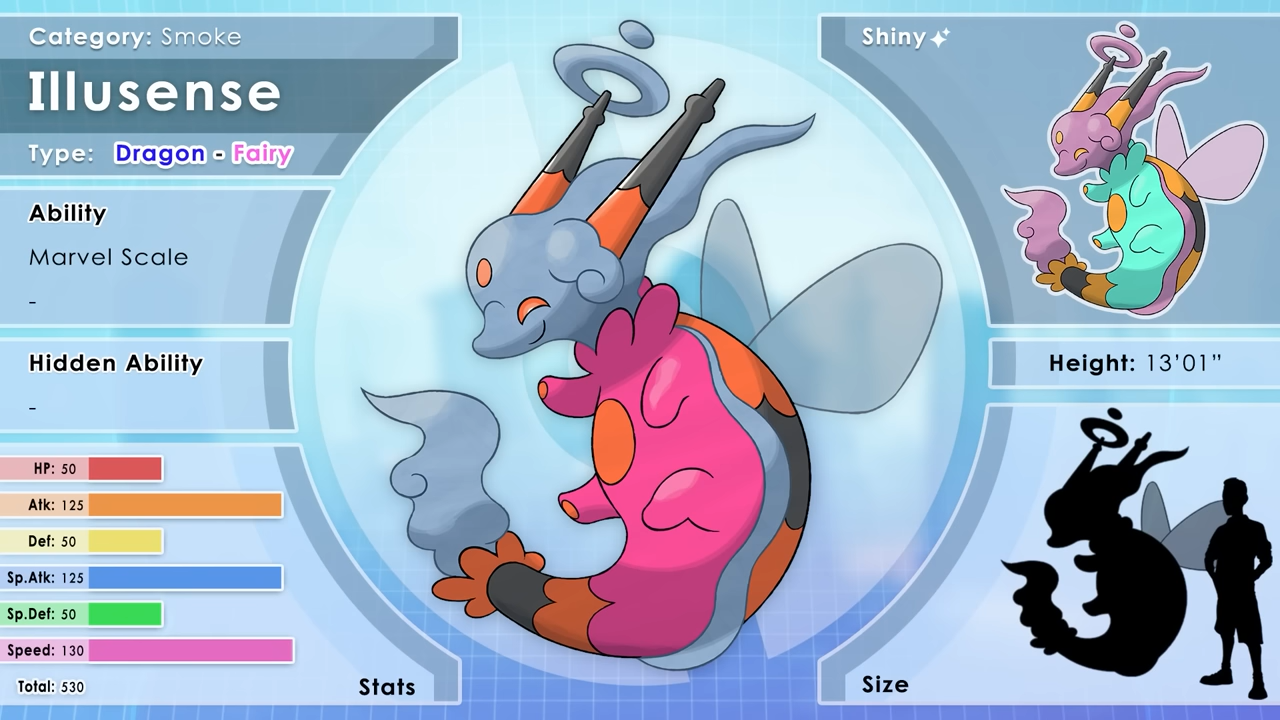 Category: Smoke
Illusense
Type: Dragon - Fairy
Ability
Marvel Scale
-
Hidden Ability
-
HP: 50
Atk: 125
Def: 50
Sp.Atk: 125
Sp.Def: 50
Speed: 130
Total: 530
Stats
Shiny
Height: 13’01”
Size